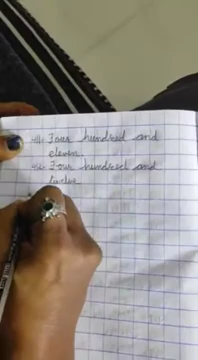 411. Four hundred and
eleven.
412. Four hundred and
twelve